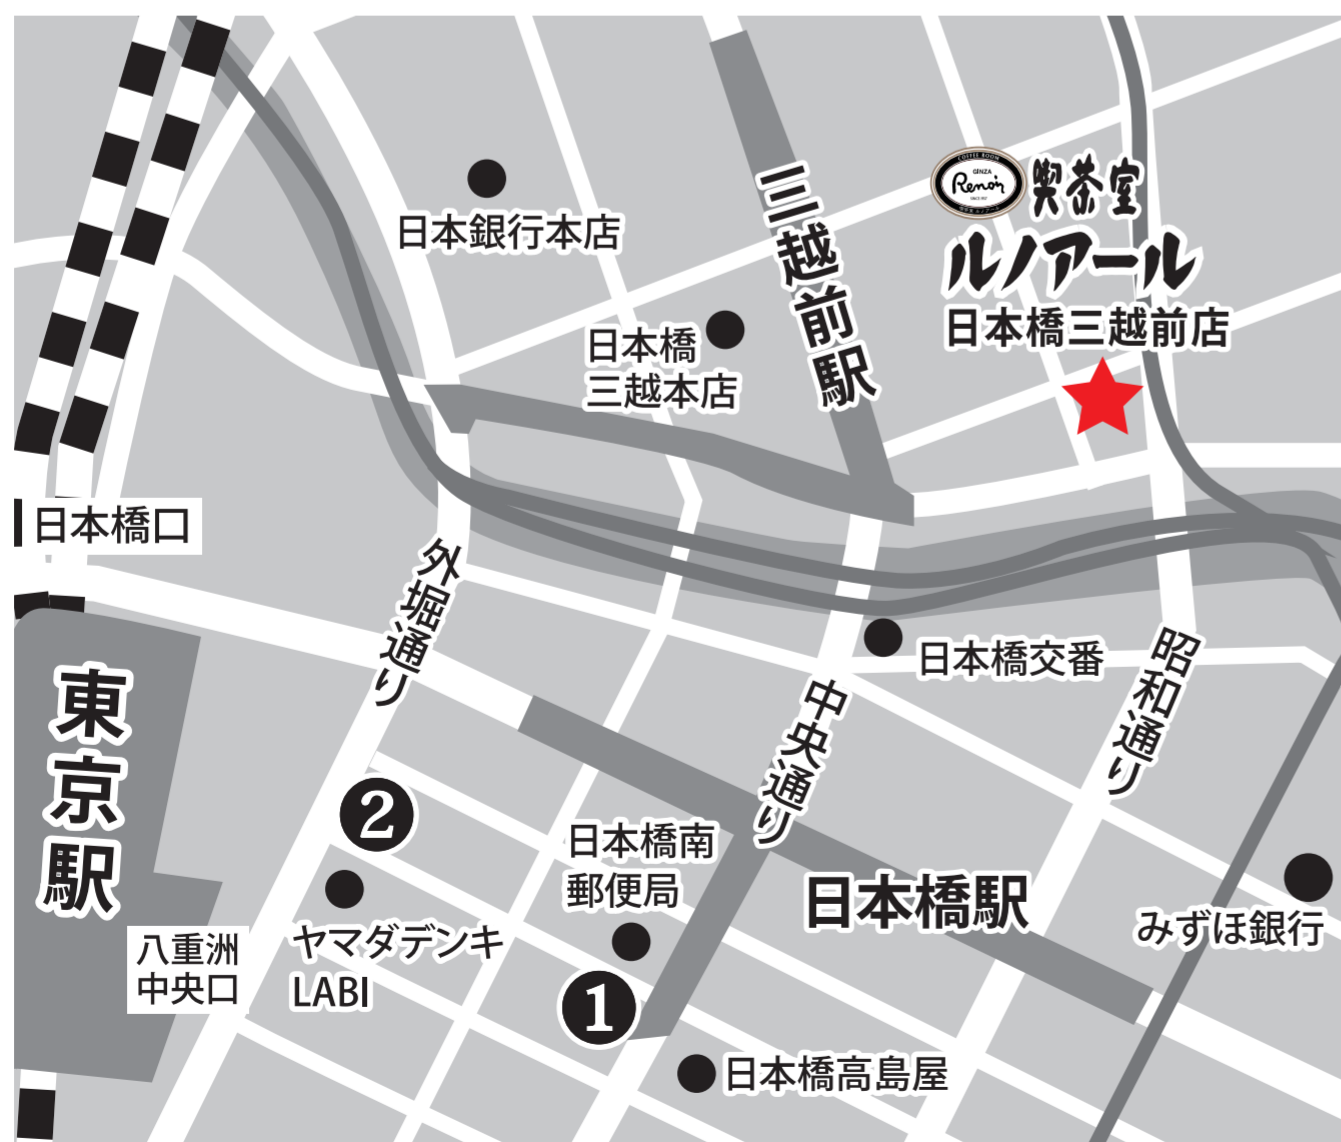 COFFEE ROOM
GINZA
Renoir
喫茶室
ルノアール
日本橋三越前店
日本銀行本店
三越前駅
日本橋
三越本店
日本橋口
外堀通り
日本橋交番
昭和通り
中央通り
東京駅
2
日本橋南
郵便局
日本橋駅
みずほ銀行
ヤマダデンキ
LABI
八重洲
中央口
1
日本橋高島屋